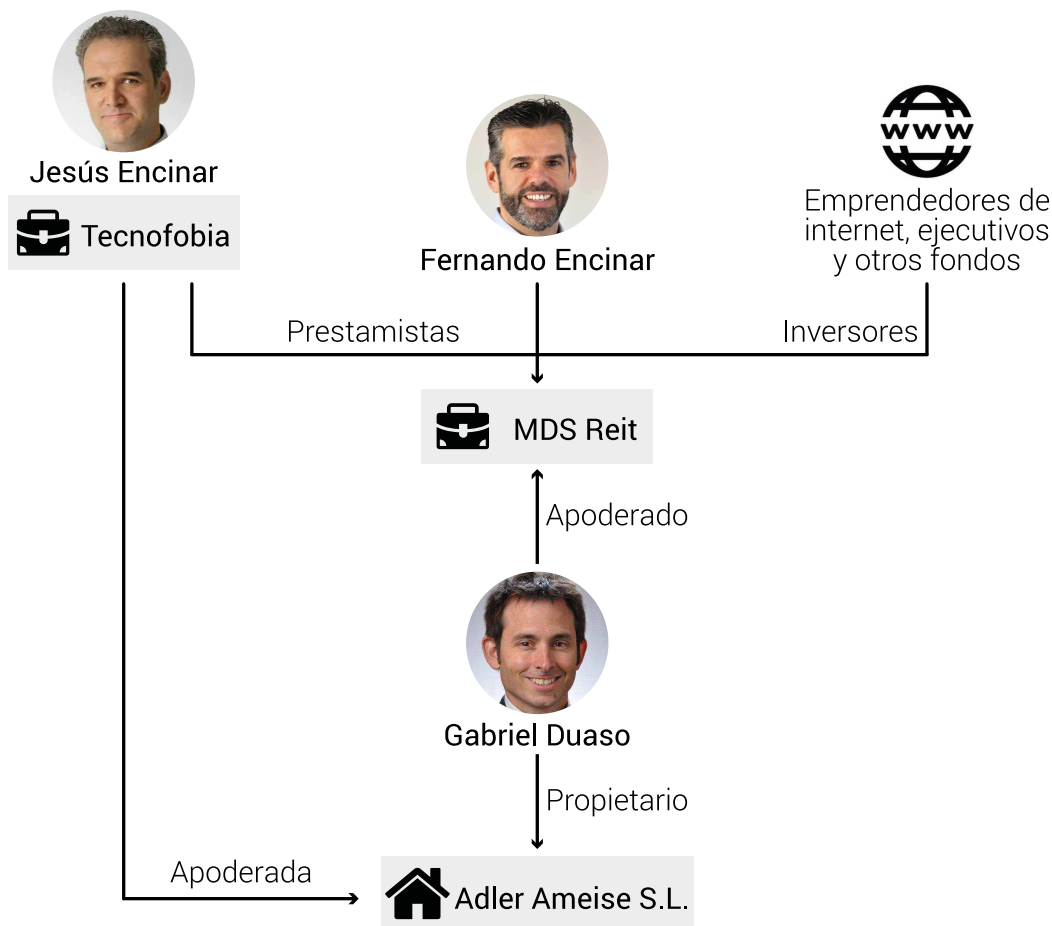 Jesús Encinar
Tecnofobia
Fernando Encinar
www
Emprendedores de
internet, ejecutivos
y otros fondos
Prestamistas
Inversores
MDS Reit
Apoderado
Gabriel Duaso
Propietario
Apoderada
Adler Ameise S.L.